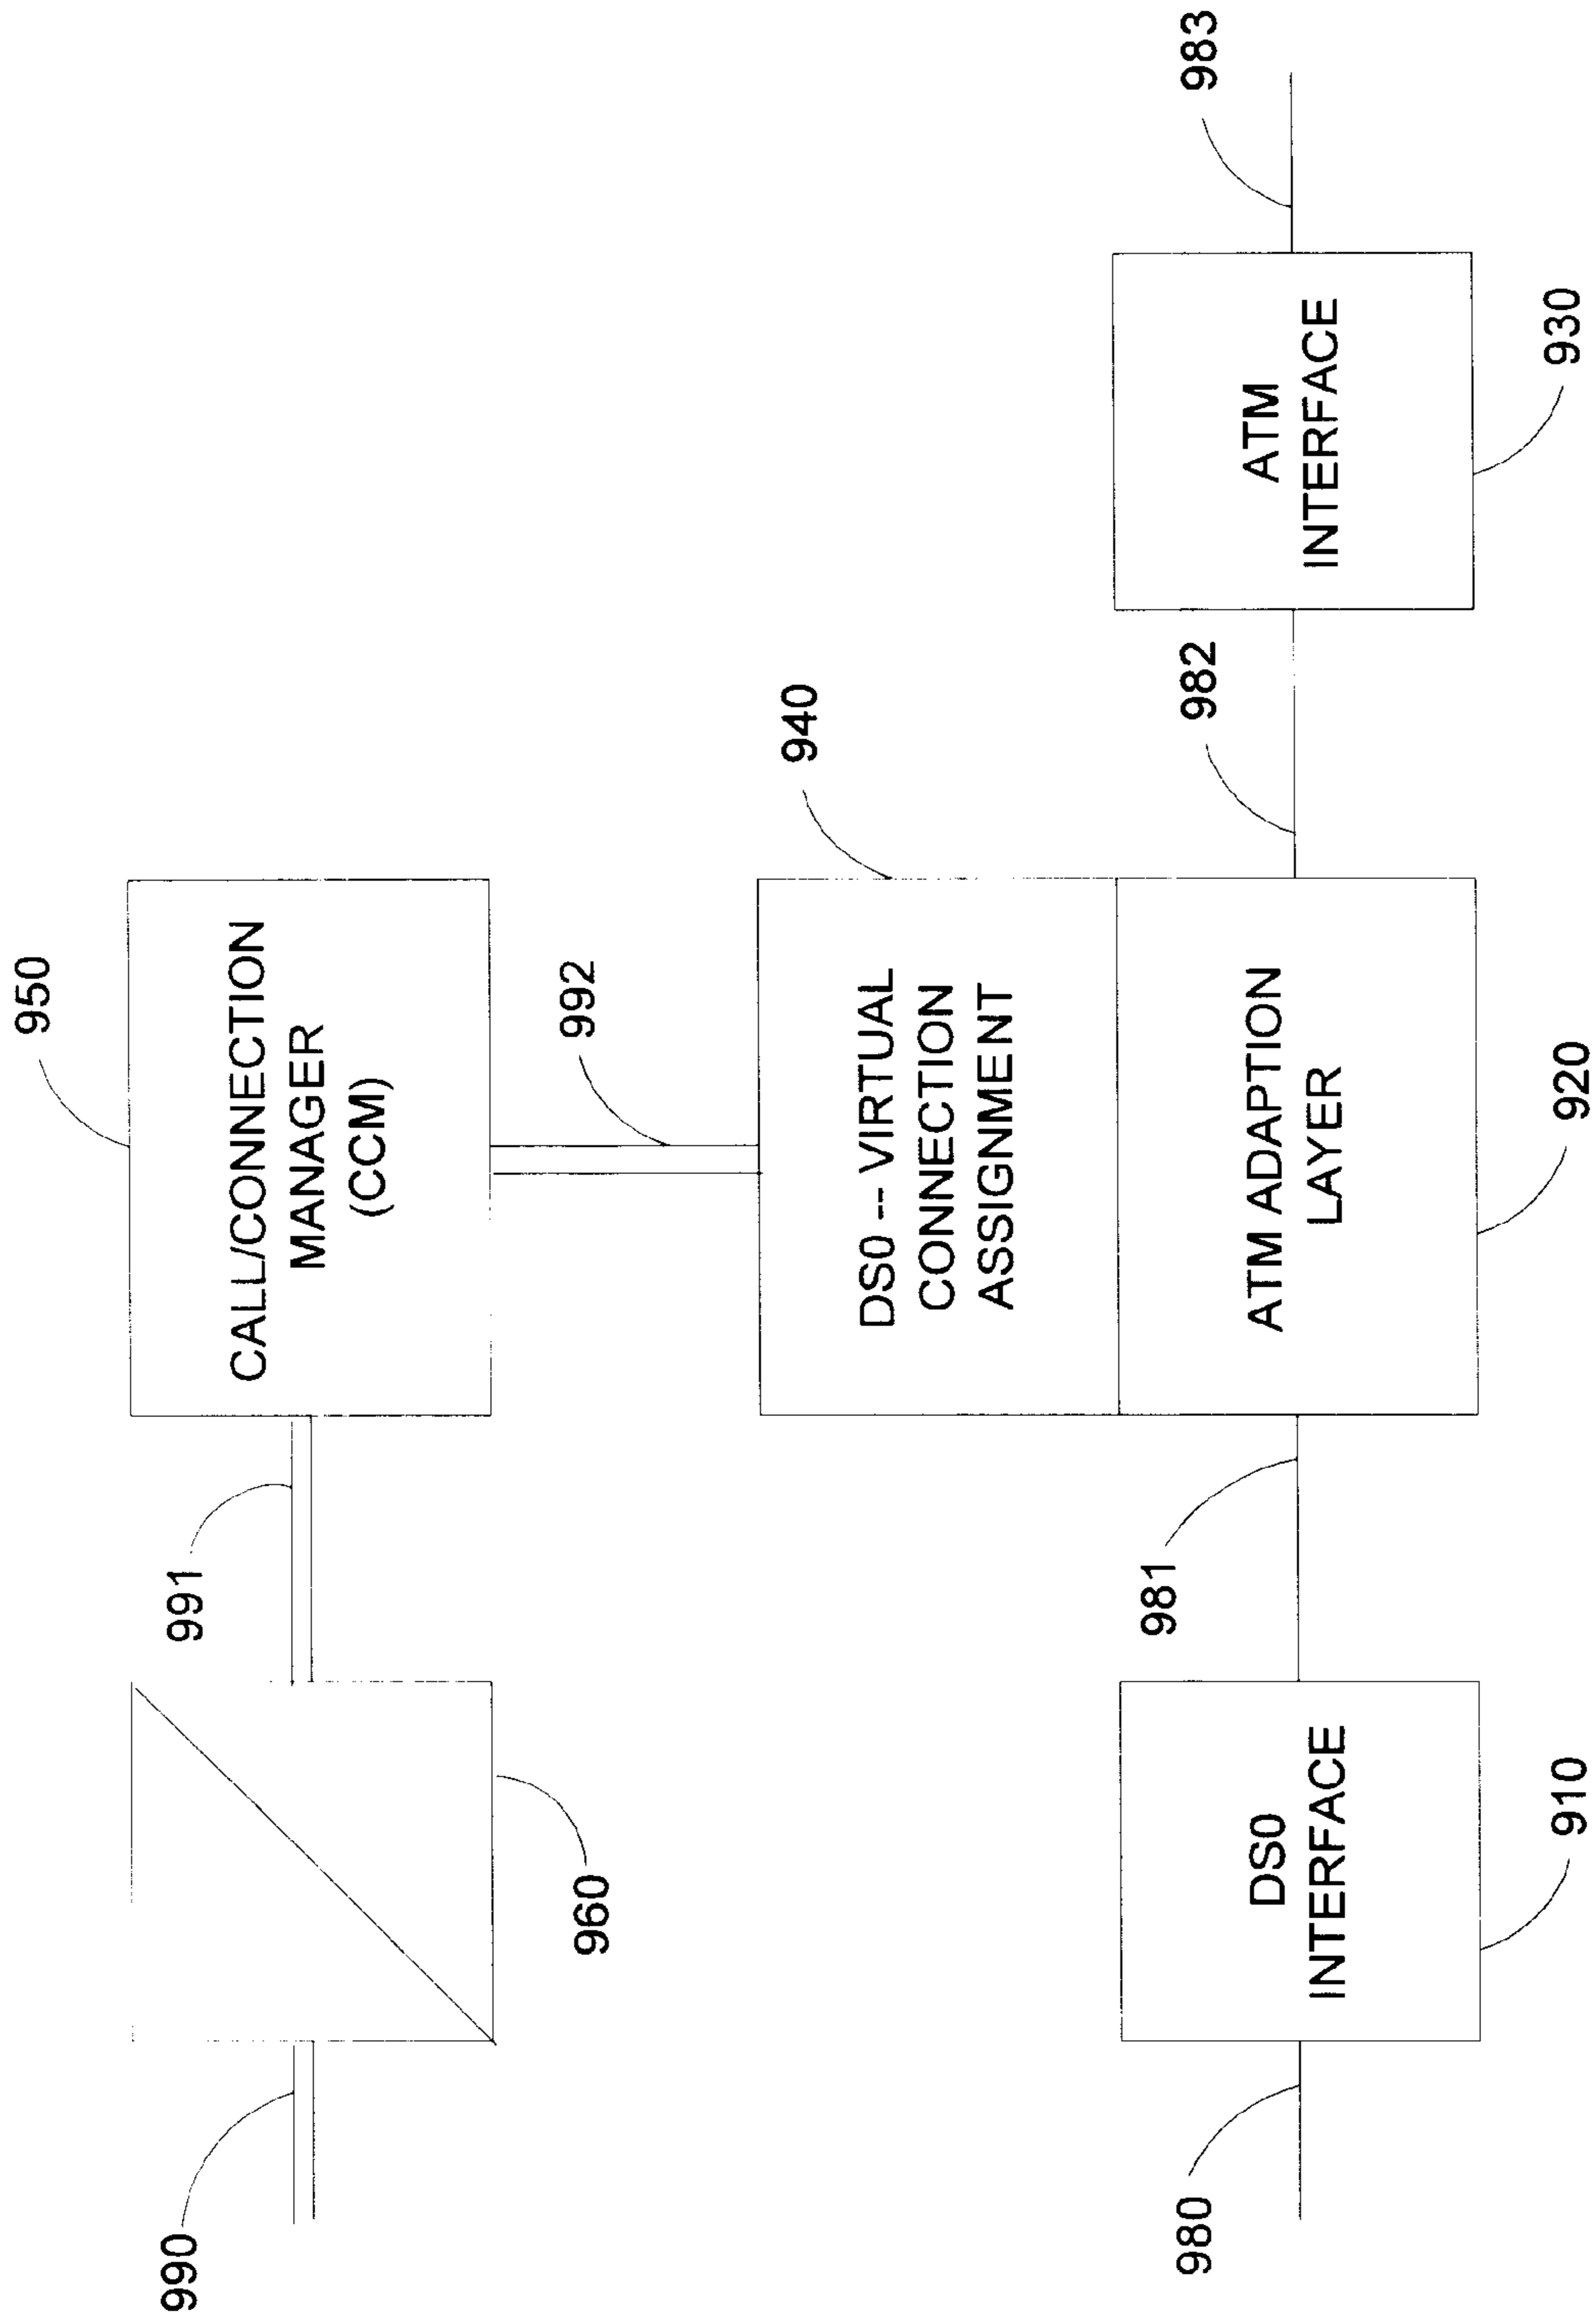 950
990
991
CALL/CONNECTION
MANAGER
(CCM)
960
992
940
DS0 -- VIRTUAL
CONNECTION
ASSIGNMENT
980
981
982
983
DS0
INTERFACE
ATM ADAPTION
LAYER
ATM
INTERFACE
910
920
930